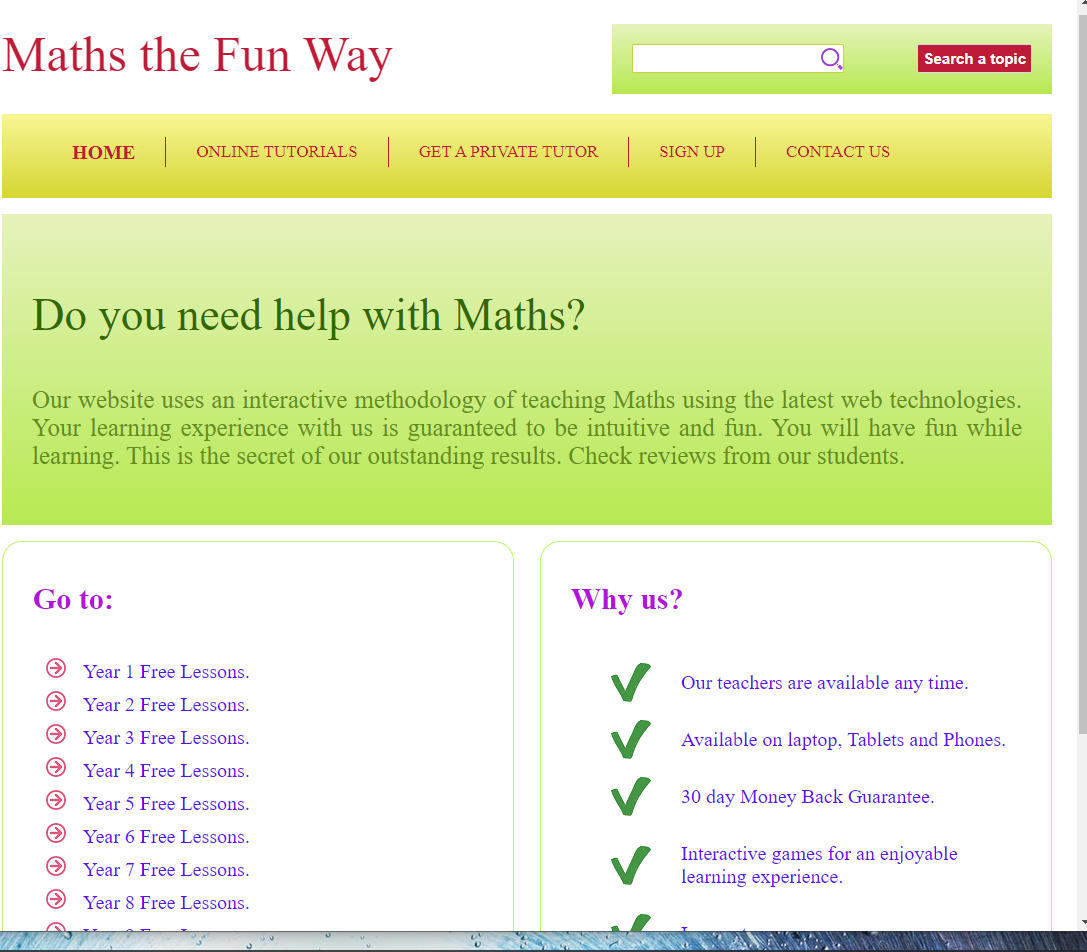 Maths the Fun Way
Search a topic
HOME
ONLINE TUTORIALS
GET A PRIVATE TUTOR
SIGN UP
CONTACT US
Do you need help with Maths?
Our website uses an interactive methodology of teaching Maths using the latest web technologies.
Your learning experience with us is guaranteed to be intuitive and fun. You will have fun while
learning. This is the secret of our outstanding results. Check reviews from our students.
Go to:
Year 1 Free Lessons.
Year 2 Free Lessons.
Year 3 Free Lessons.
Year 4 Free Lessons.
Year 5 Free Lessons.
Year 6 Free Lessons.
Year 7 Free Lessons.
Year 8 Free Lessons.
Why us?
Our teachers are available any time.
Available on laptop, Tablets and Phones.
30 day Money Back Guarantee.
Interactive games for an enjoyable
learning experience.